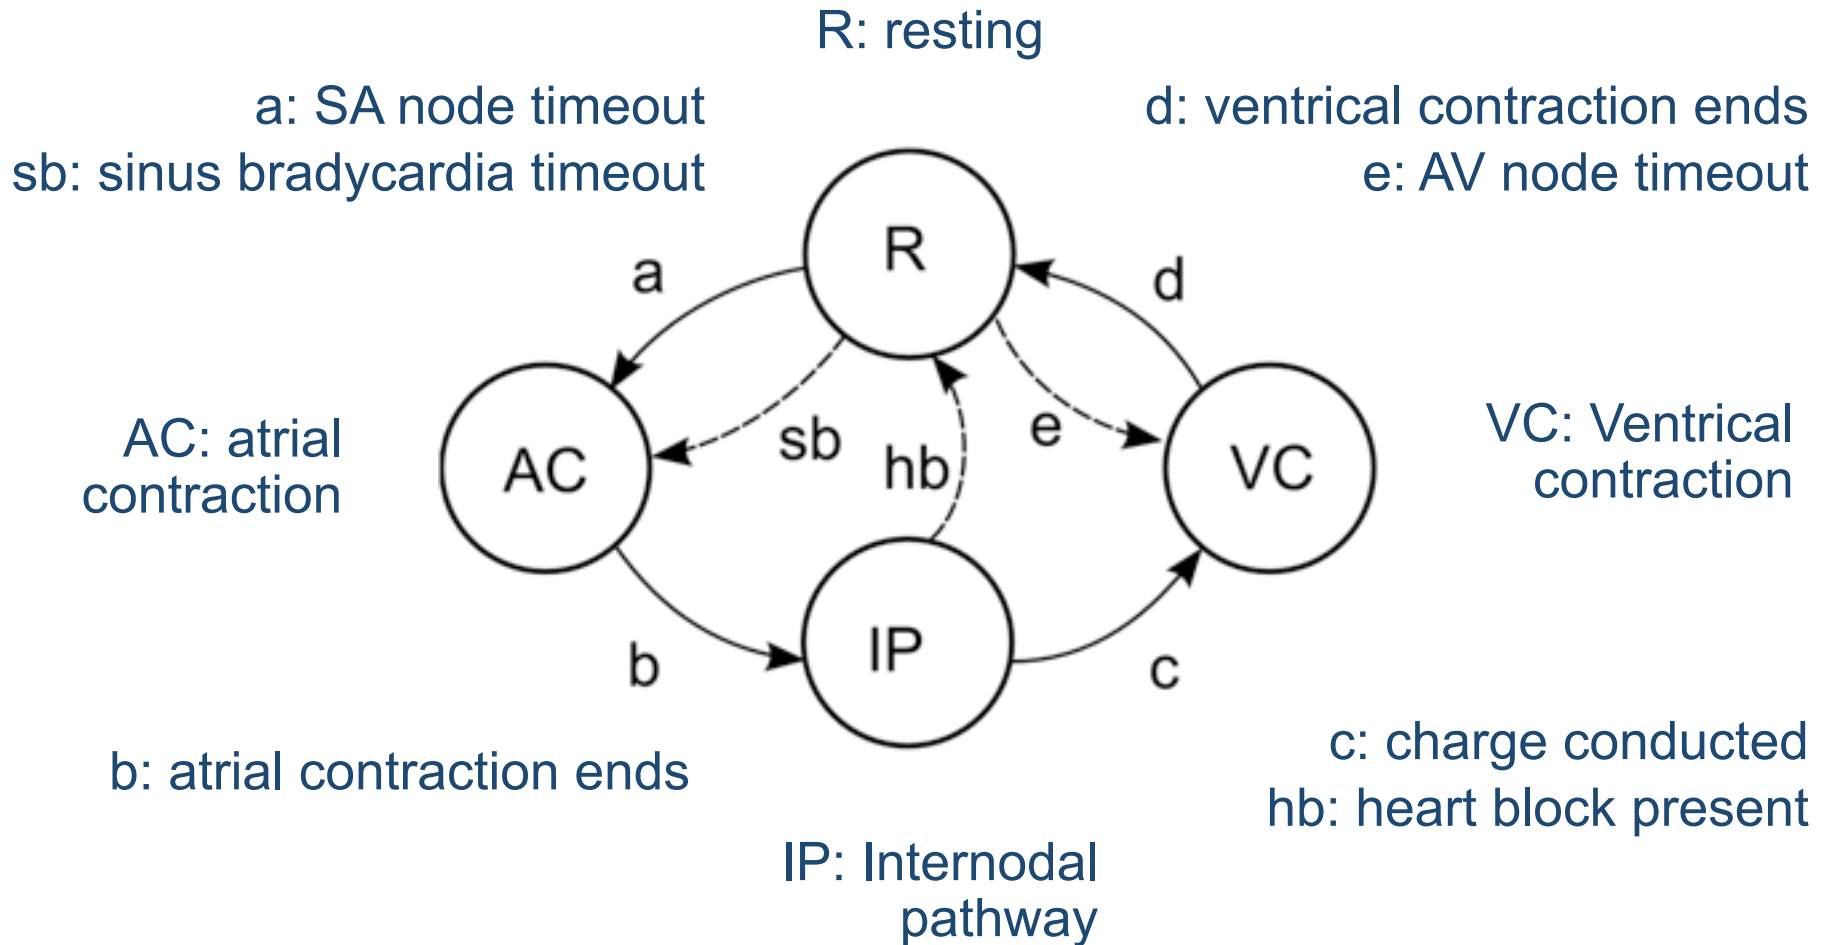 R: resting
a: SA node timeout
sb: sinus bradycardia timeout
d: ventrical contraction ends
e: AV node timeout
R
a
d
sb
hb
e
AC
VC
AC: atrial
contraction
VC: Ventrical
contraction
IP
b
c
b: atrial contraction ends
c: charge conducted
hb: heart block present
IP: Internodal
pathway